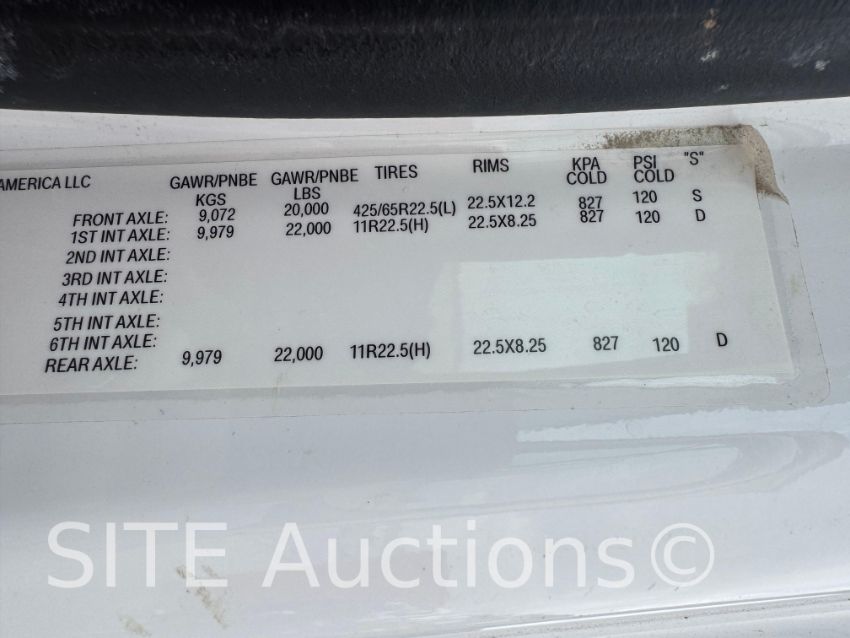 AMERICA LLC GAWR/PNBE GAWR/PNBE TIRES RIMS KPA PSI "S"
KGS LBS COLD COLD
FRONT AXLE: 9,072 20,000 425/65R22.5(L) 22.5X12.2 827 120 S
1ST INT AXLE: 9,979 22,000 11R22.5(H) 22.5X8.25 827 120 D
2ND INT AXLE:
3RD INT AXLE:
4TH INT AXLE:
5TH INT AXLE:
6TH INT AXLE:
REAR AXLE: 9,979 22,000 11R22.5(H) 22.5X8.25 827 120 D
SITE Auctions©